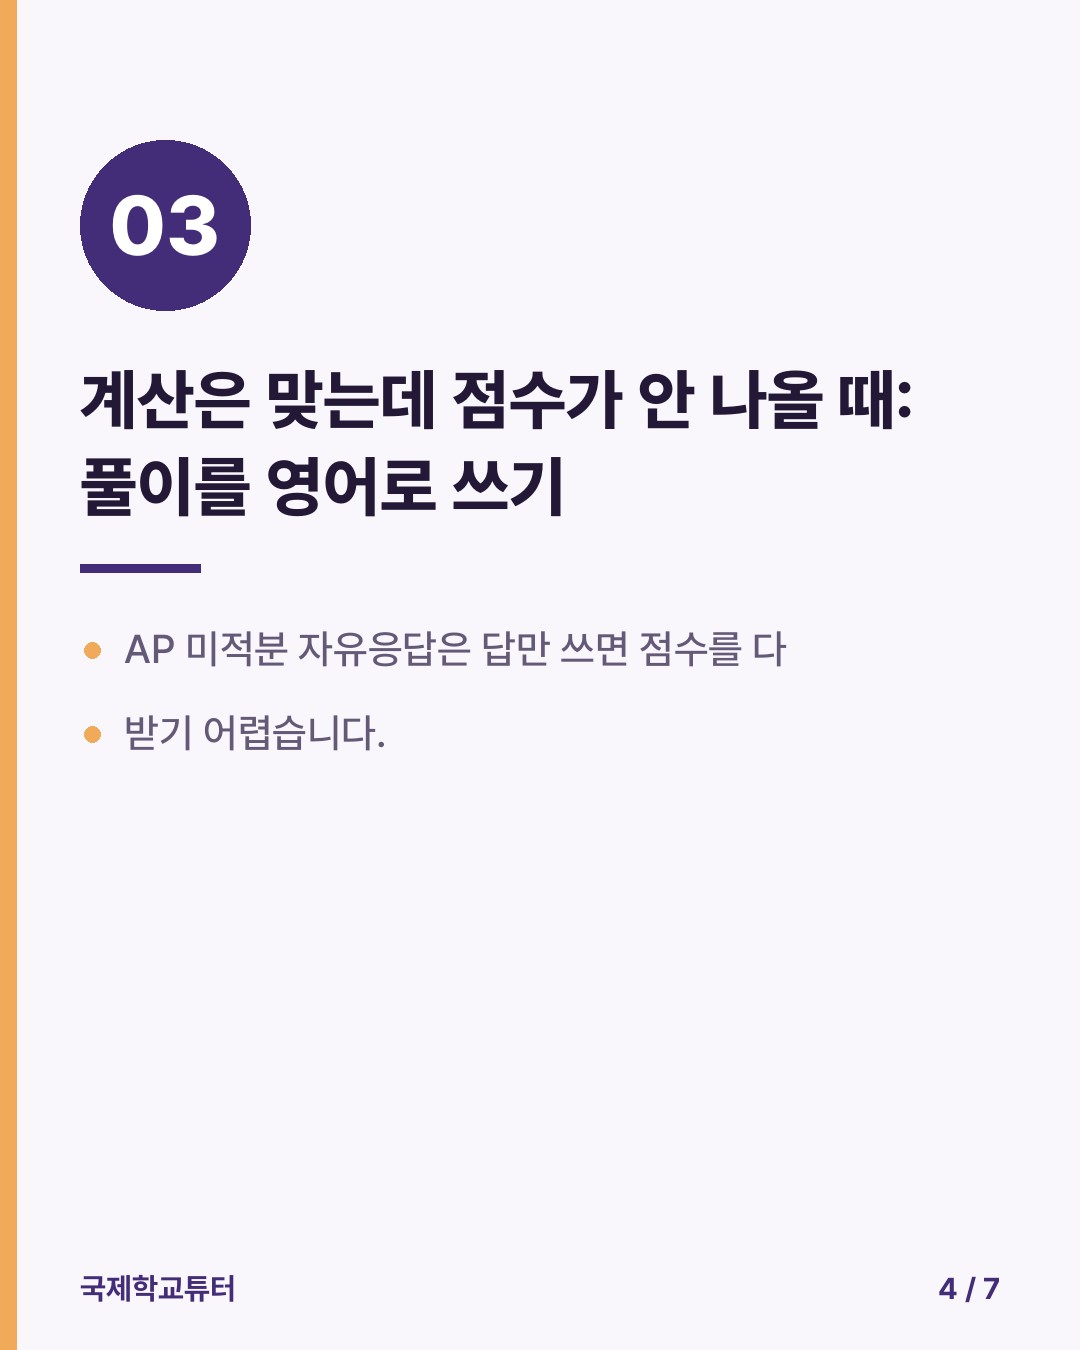 03
계산은 맞는데 점수가 안 나올 때:
풀이를 영어로 쓰기
AP 미적분 자유응답은 답만 쓰면 점수를 다
받기 어렵습니다.
국제학교튜터
4 / 7